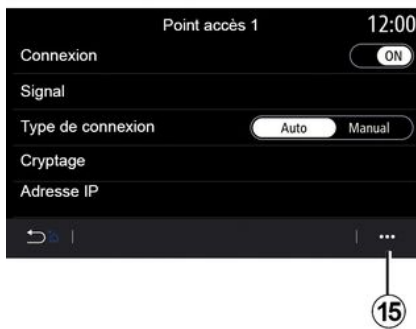 Point accès 1 12:00
Connexion ON
Signal
Type de connexion Auto Manual
Cryptage
Adresse IP
15